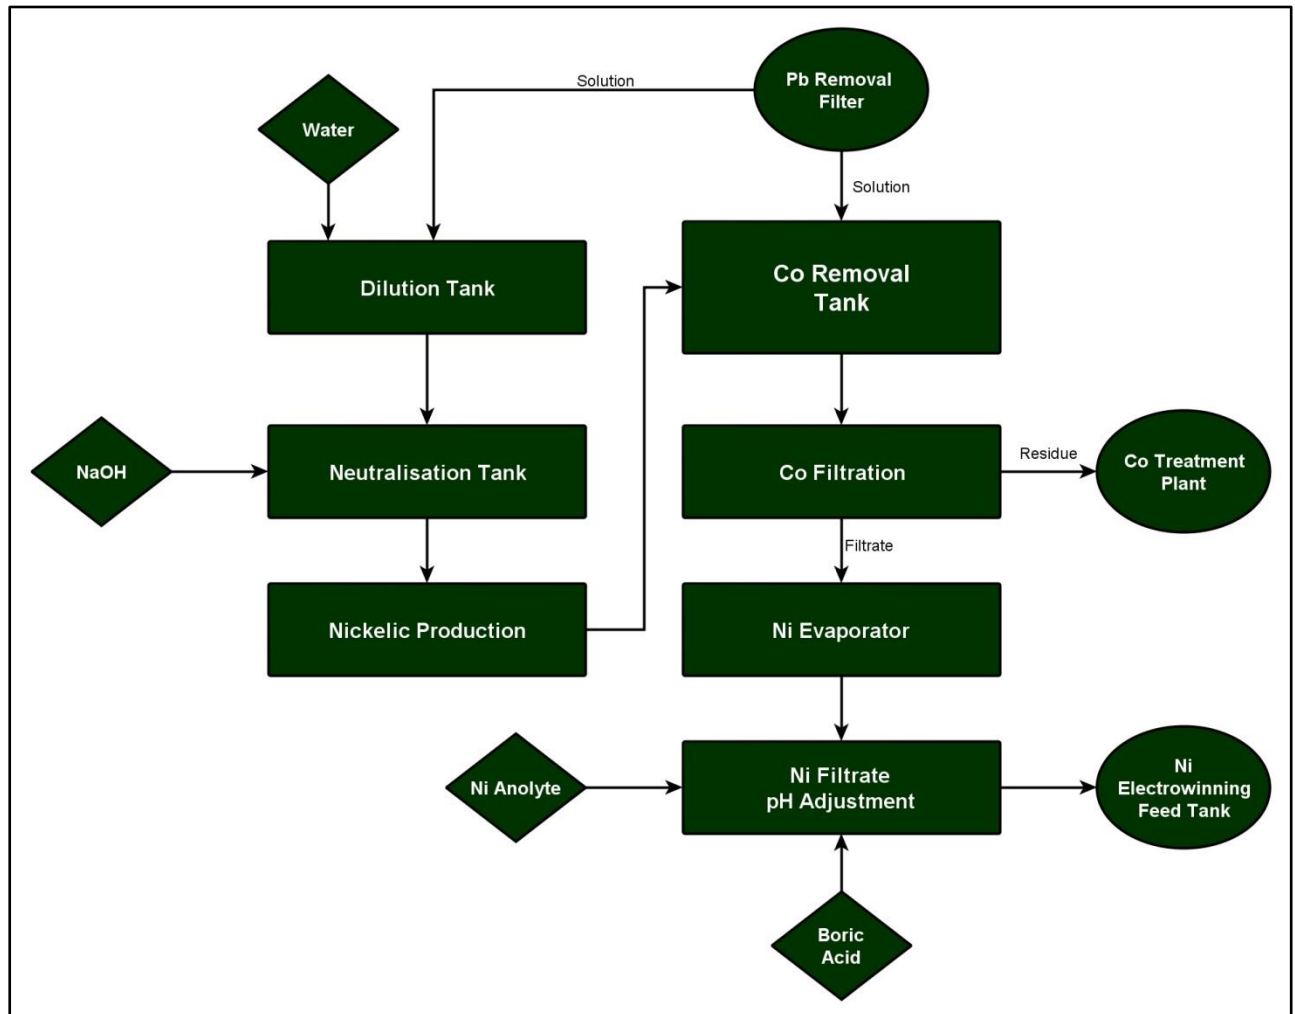 Solution
Pb Removal
Filter
Water
Solution
Dilution Tank
Co Removal
Tank
NaOH
Neutralisation Tank
Co Filtration
Residue
Co Treatment
Plant
Filtrate
Nickelic Production
Ni Evaporator
Ni Anolyte
Ni Filtrate
pH Adjustment
Ni
Electrowinning
Feed Tank
Boric
Acid